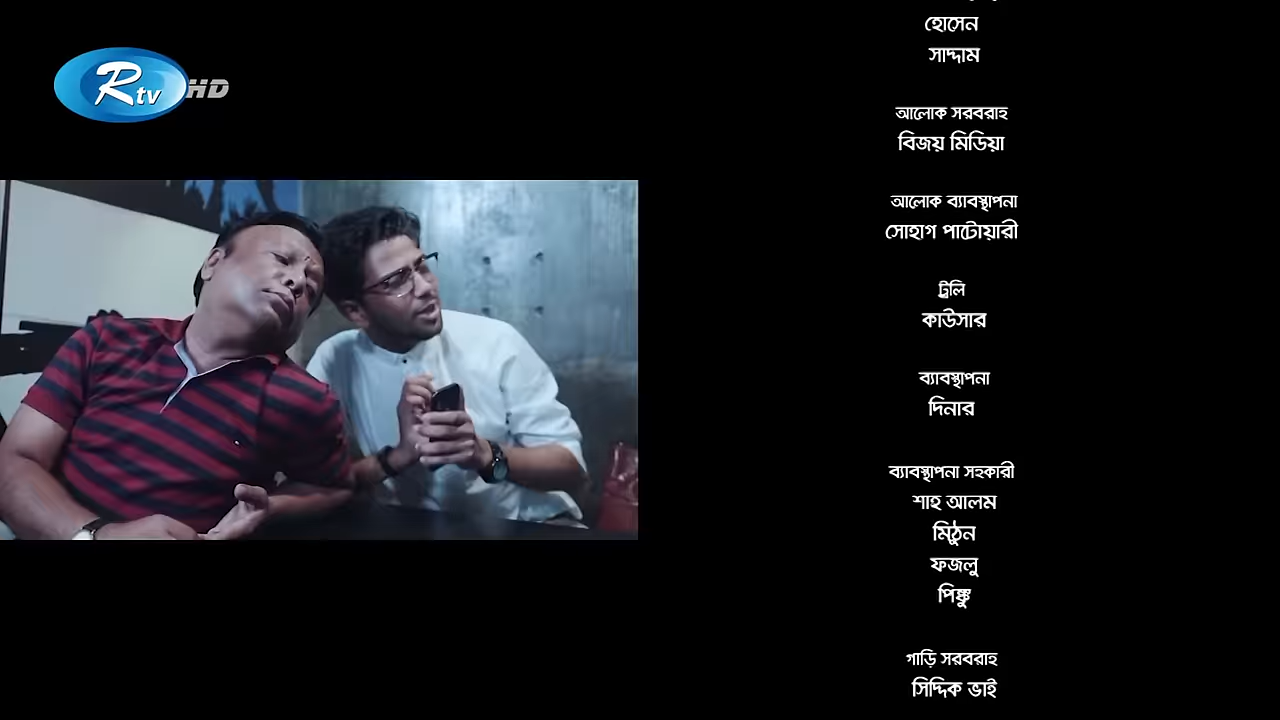 Rtv HD
হোসেন
সাদ্দাম
আলোক সরবরাহ
বিজয় মিডিয়া
আলোক ব্যাবস্থাপনা
সোহাগ পাটোয়ারী
ট্রলি
কাউসার
ব্যাবস্থাপনা
দিনার
ব্যাবস্থাপনা সহকারী
শাহ আলম
মিঠুন
ফজলু
পিঙ্কু
গাড়ি সরবরাহ
সিদ্দিক ভাই